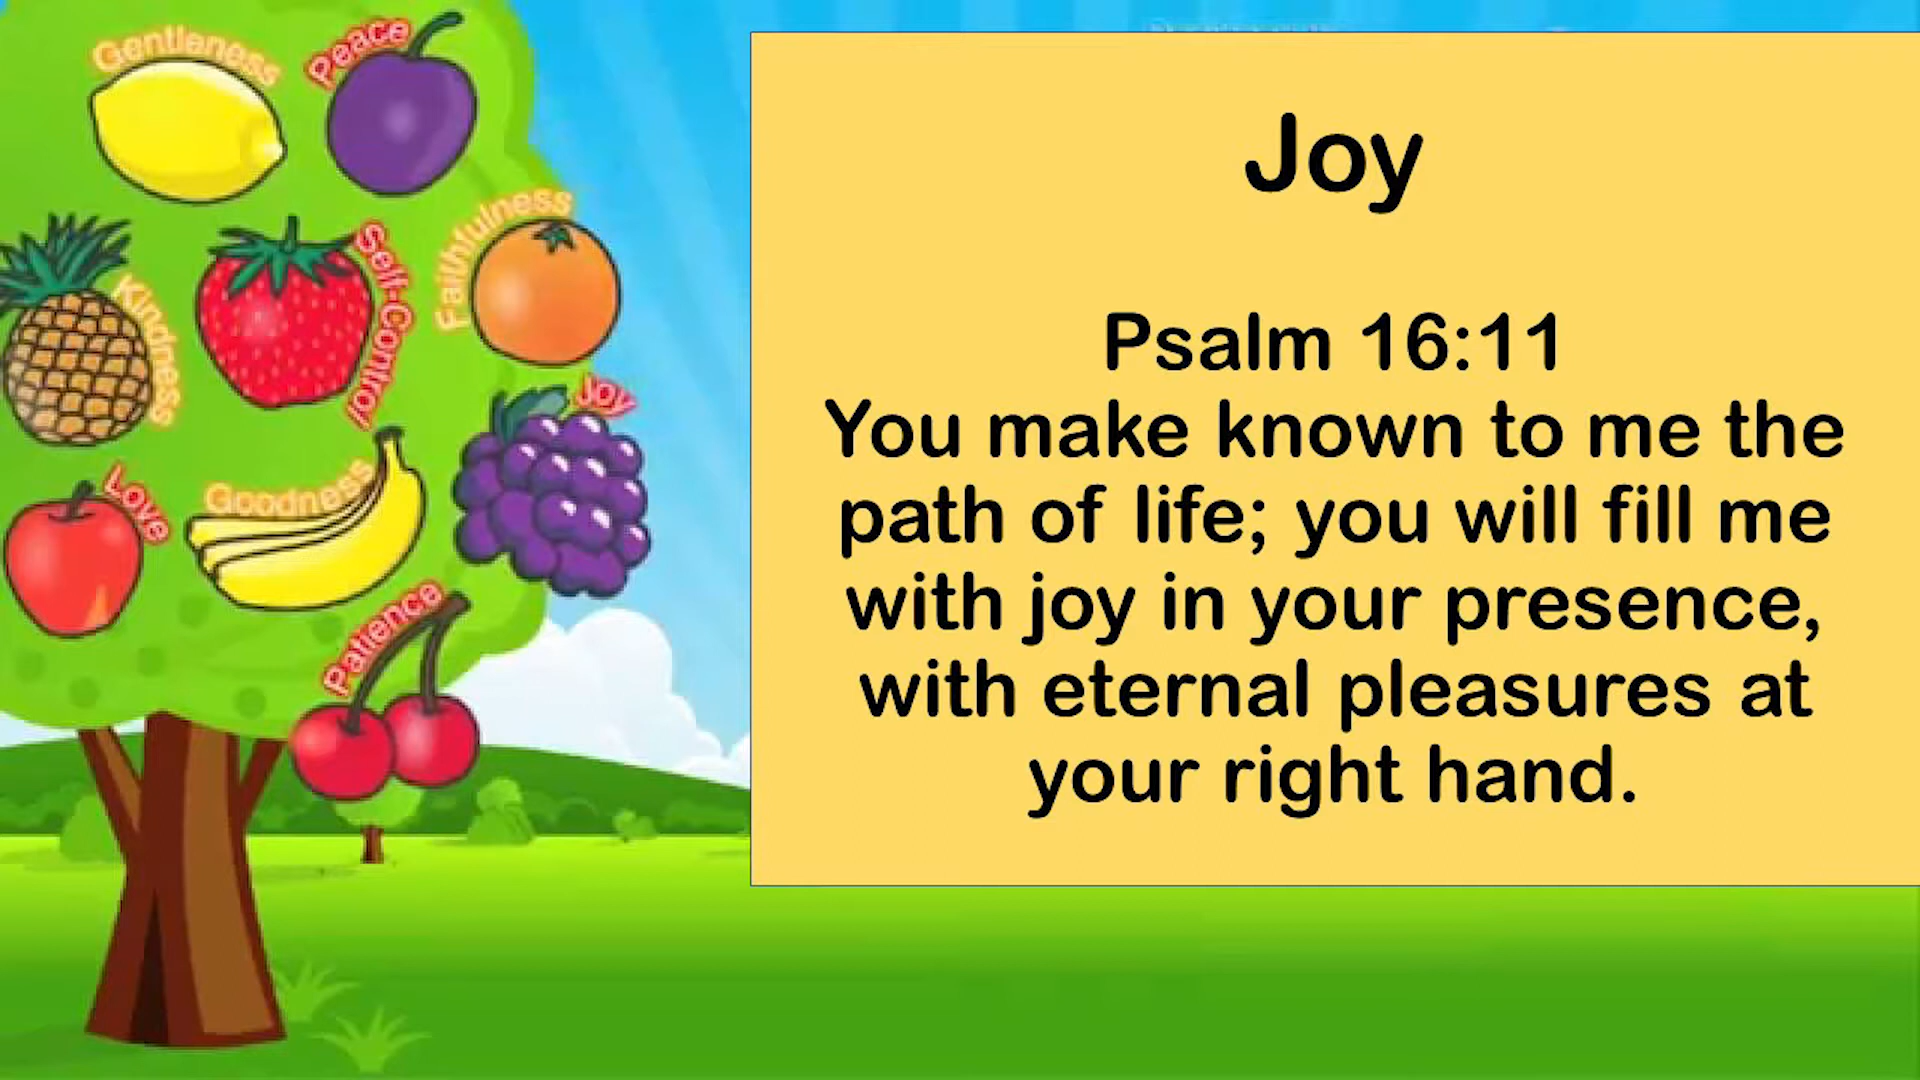 Gentleness
Peace
Faithfulness
Kindness
Self-Control
Joy
Love
Goodness
Patience
Joy
Psalm 16:11
You make known to me the
path of life; you will fill me
with joy in your presence,
with eternal pleasures at
your right hand.